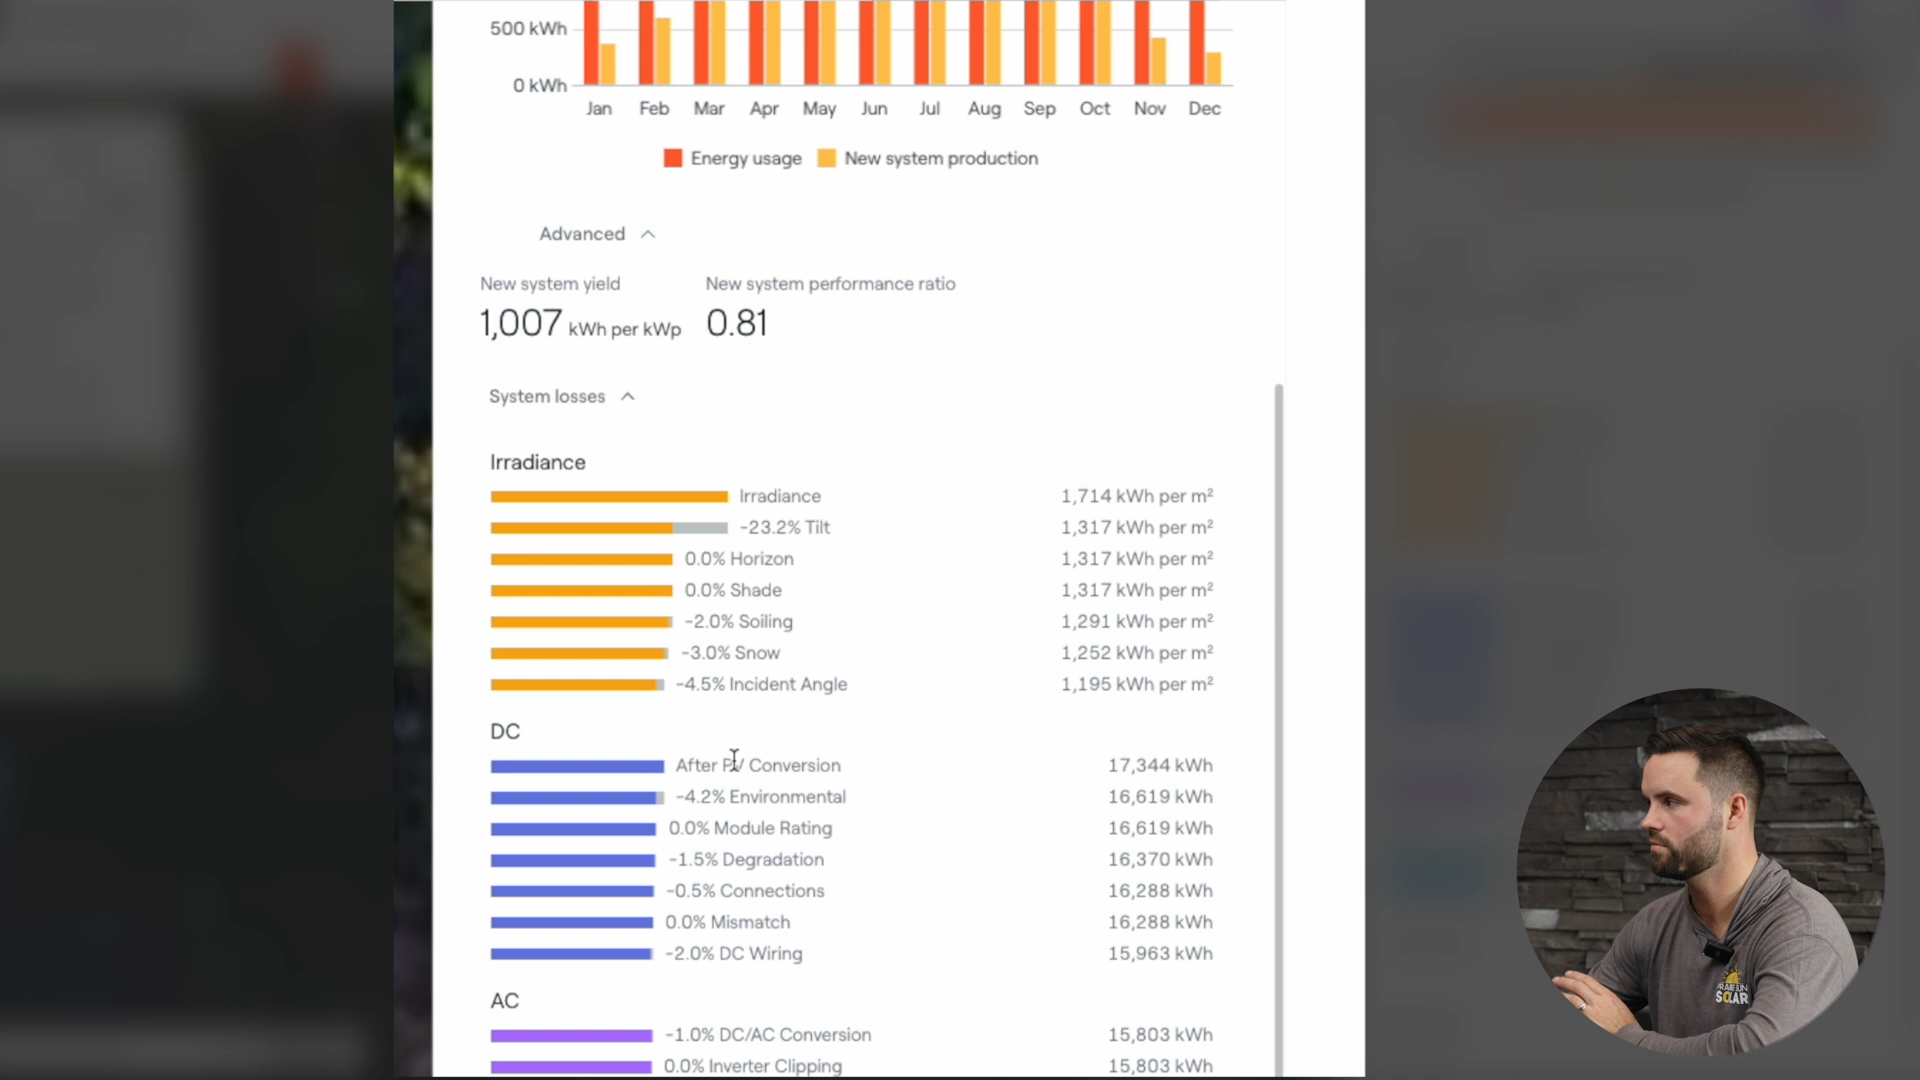 500 kWh
0 kWh
Jan Feb Mar Apr May Jun Jul Aug Sep Oct Nov Dec
Energy usage New system production
Advanced
New system yield New system performance ratio
1,007 kWh per kWp 0.81
System losses
Irradiance
Irradiance 1,714 kWh per m²
-23.2% Tilt 1,317 kWh per m²
0.0% Horizon 1,317 kWh per m²
0.0% Shade 1,317 kWh per m²
-2.0% Soiling 1,291 kWh per m²
-3.0% Snow 1,252 kWh per m²
-4.5% Incident Angle 1,195 kWh per m²
DC
After PV Conversion 17,344 kWh
-4.2% Environmental 16,619 kWh
0.0% Module Rating 16,619 kWh
-1.5% Degradation 16,370 kWh
-0.5% Connections 16,288 kWh
0.0% Mismatch 16,288 kWh
-2.0% DC Wiring 15,963 kWh
AC
-1.0% DC/AC Conversion 15,803 kWh
0.0% Inverter Clipping 15,803 kWh
PRAIRIE SUN
SOLAR